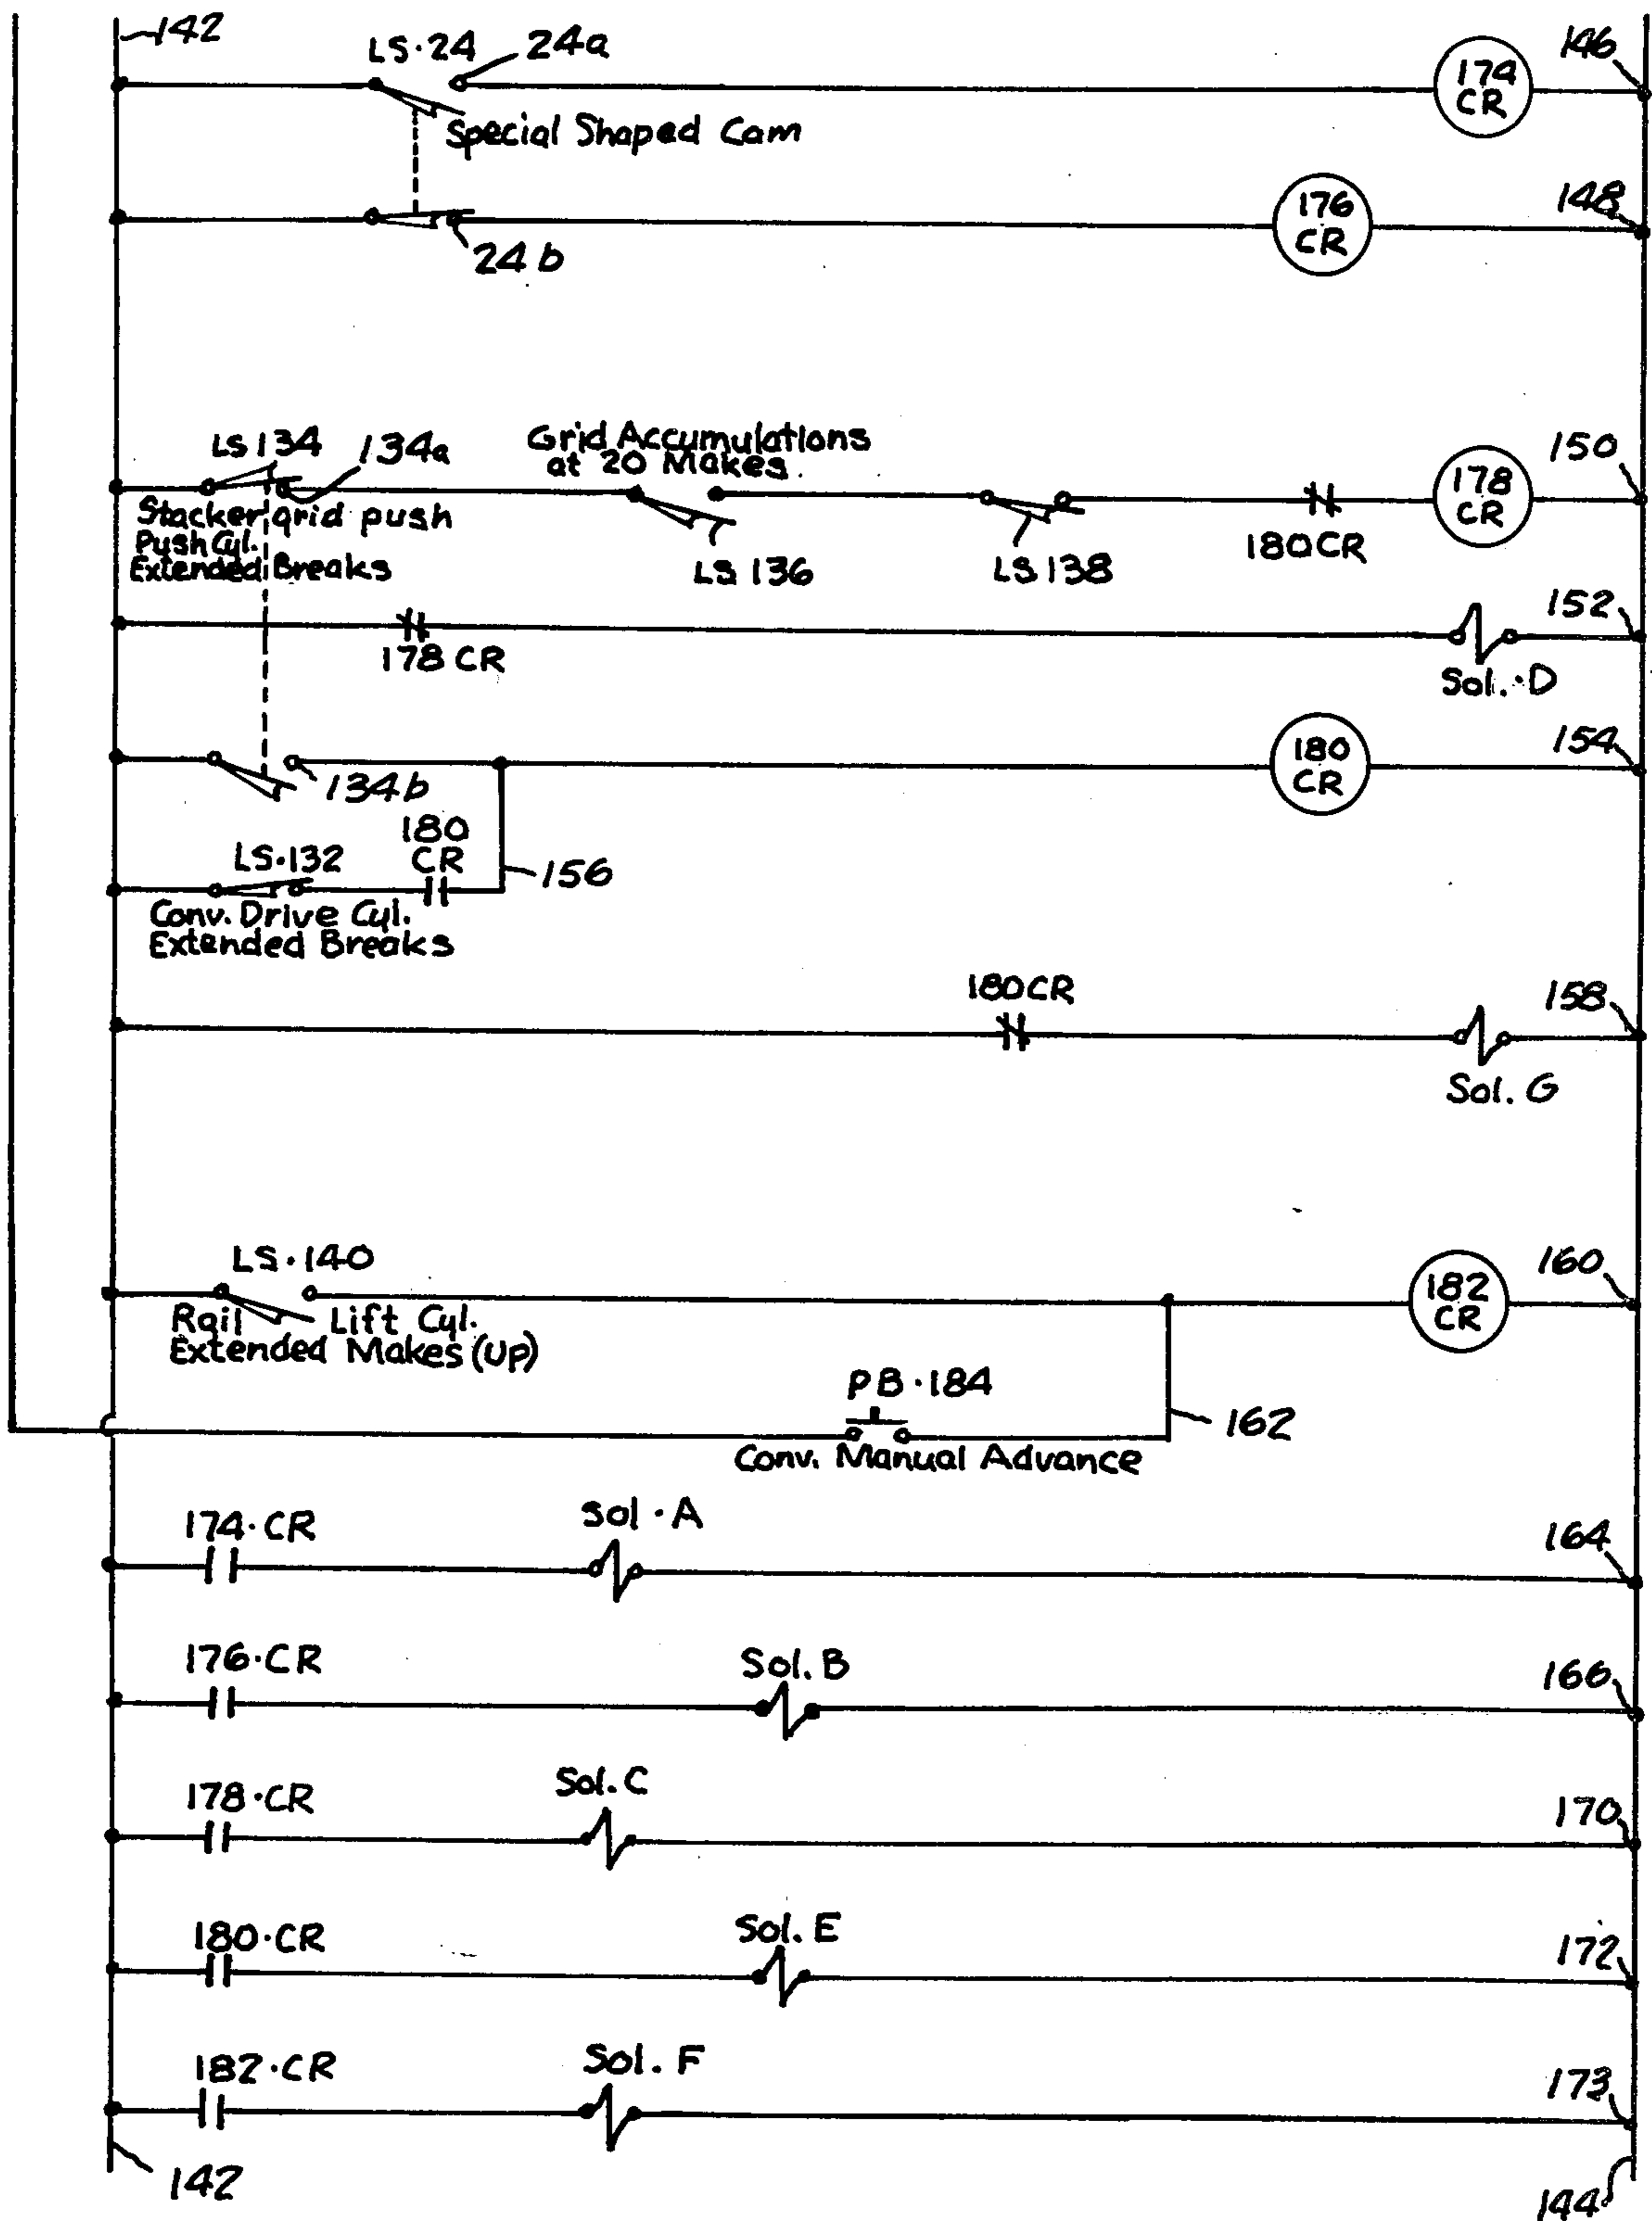 142
LS·24
24a
146
174
CR
Special Shaped Cam
176
CR
148
24b
LS134
134a
Grid Accumulations
at 20 Makes
150
178
CR
Stacker grid push
Push Cyl.
Extended Breaks
LS 136
LS 138
180CR
152
178 CR
Sol. D
180
CR
154
134b
180
CR
LS·132
156
Conv. Drive Cyl.
Extended Breaks
180CR
158
Sol. G
LS·140
160
182
CR
Rail Lift Cyl.
Extended Makes (UP)
PB·184
162
Conv. Manual Advance
174·CR
Sol·A
164
176·CR
Sol. B
166
178·CR
Sol. C
170
180·CR
Sol. E
172
182·CR
Sol. F
173
142
144